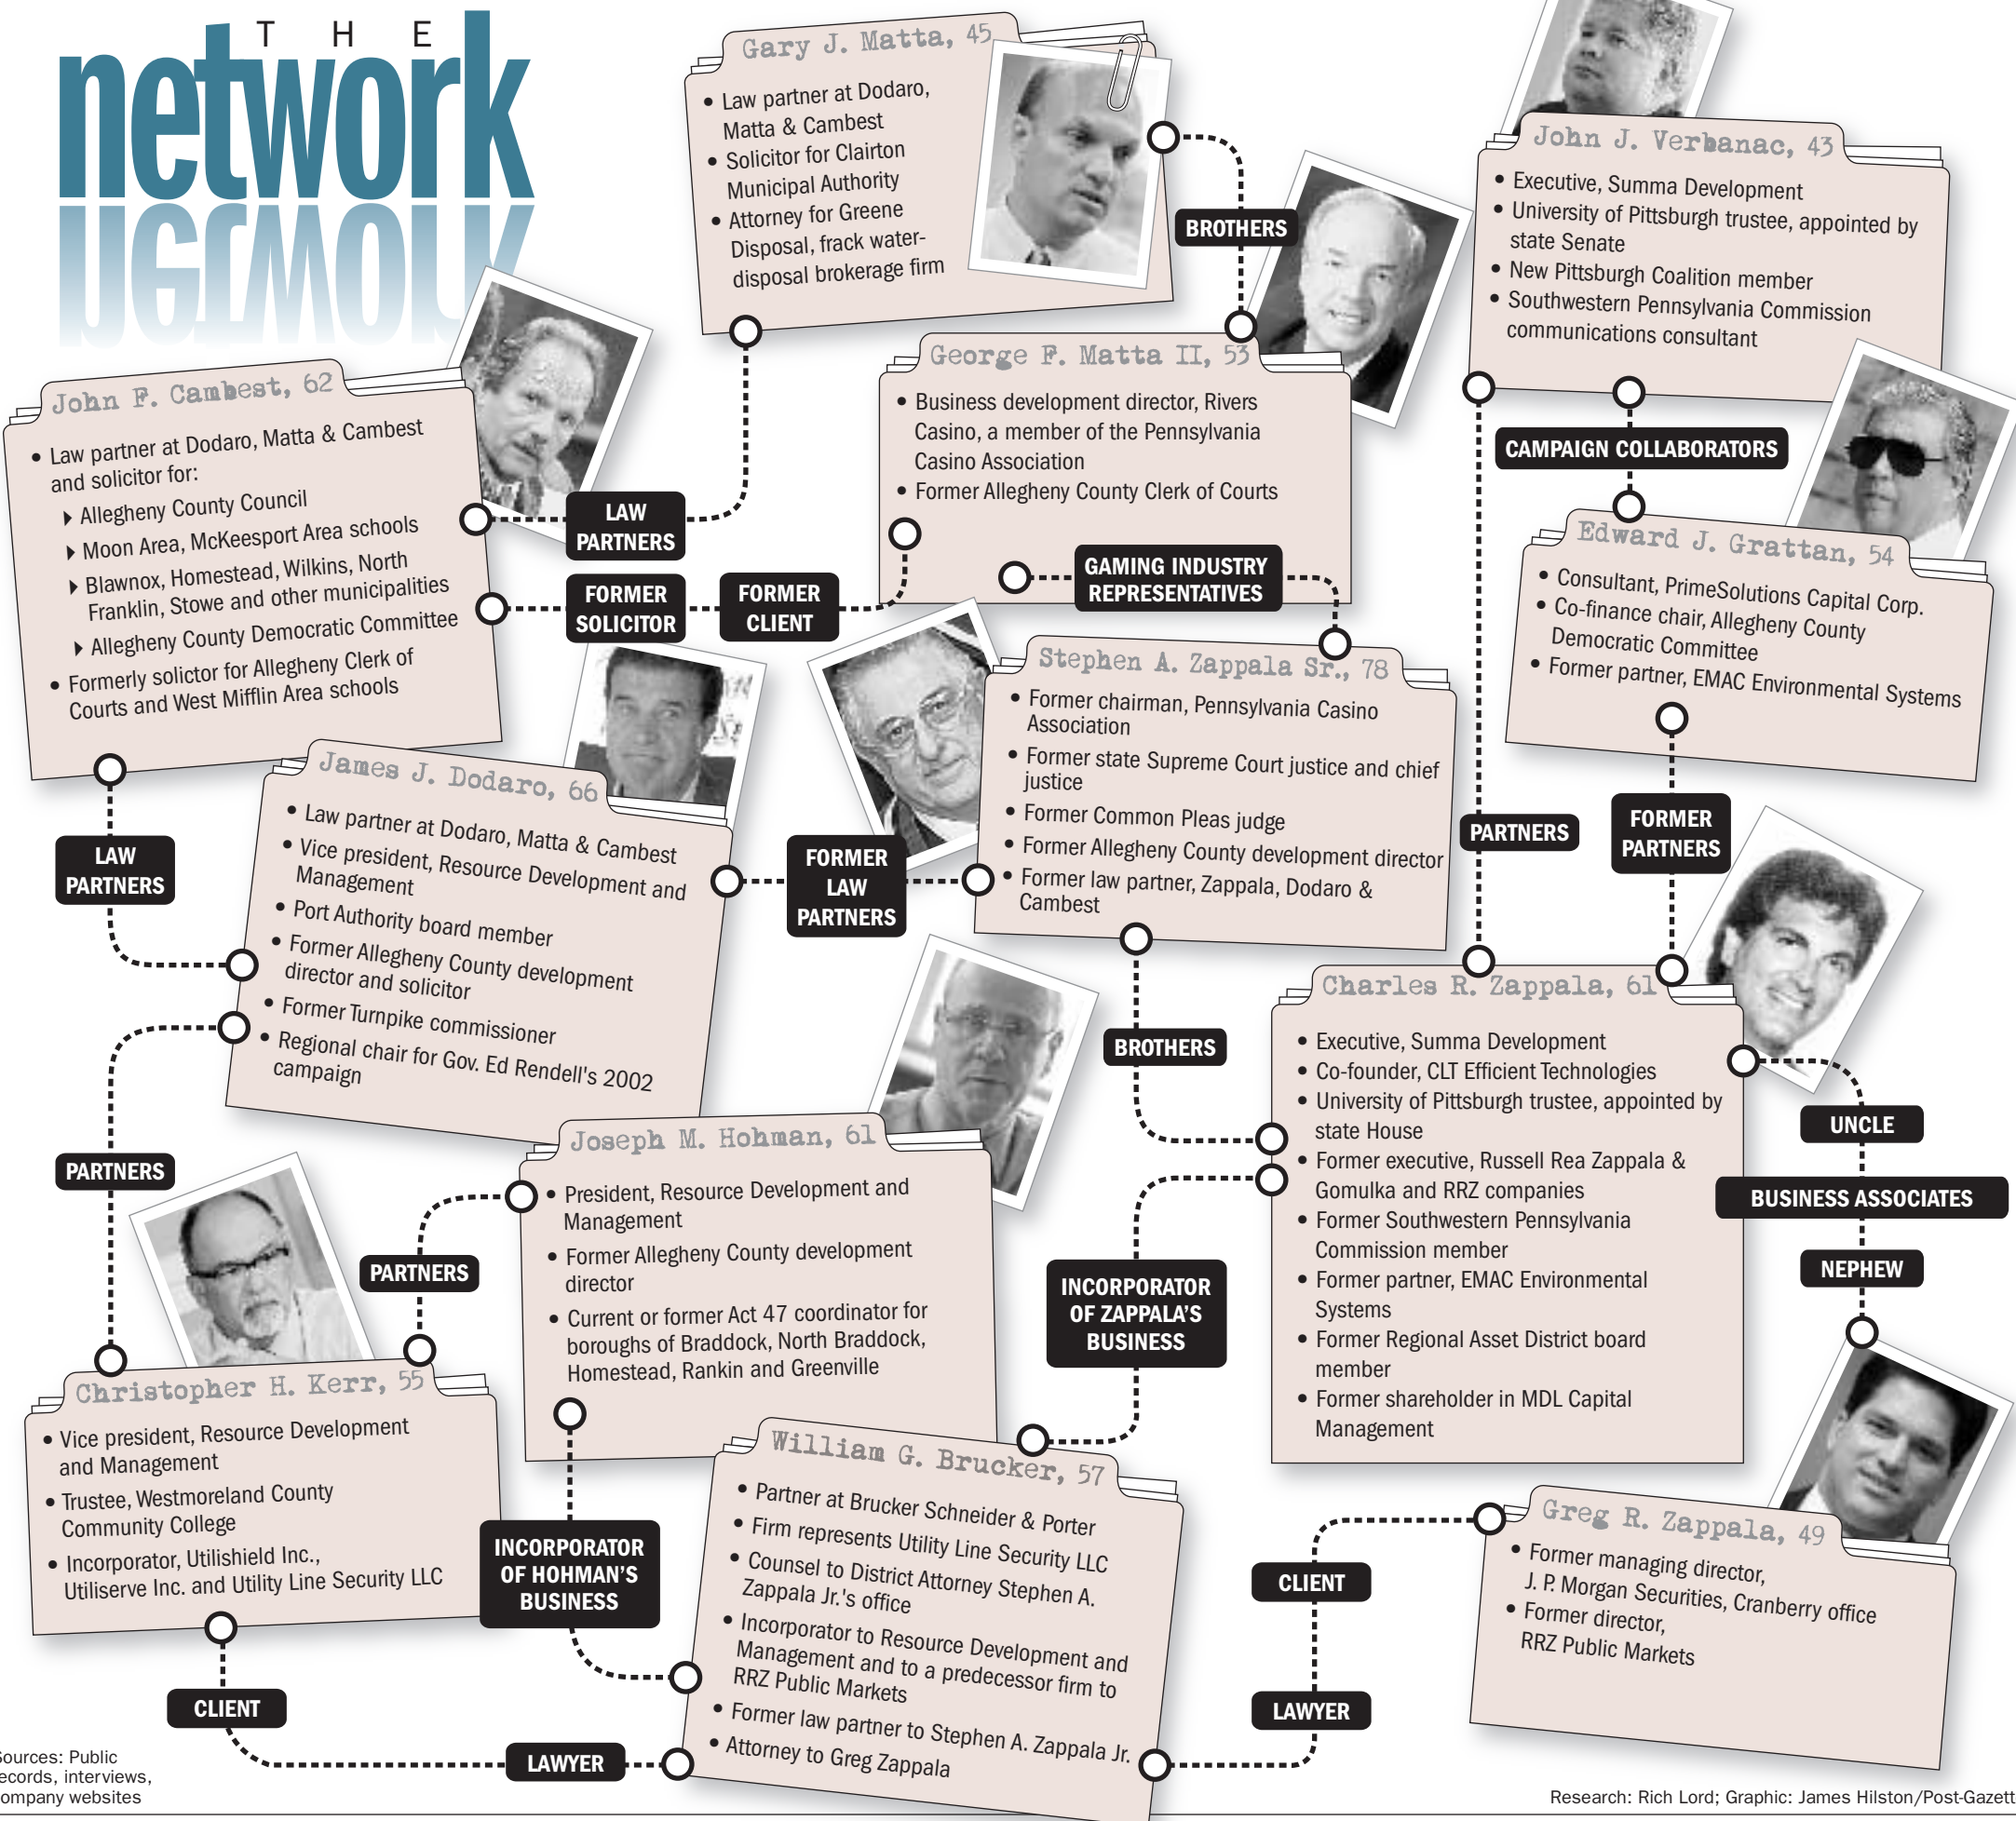 THE
network
Gary J. Matta, 45
• Law partner at Dodaro,
Matta & Cambest
• Solicitor for Clairton
Municipal Authority
• Attorney for Greene
Disposal, frack water-
disposal brokerage firm
BROTHERS
John J. Verbanac, 43
• Executive, Summa Development
• University of Pittsburgh trustee, appointed by
state Senate
• New Pittsburgh Coalition member
• Southwestern Pennsylvania Commission
communications consultant
George F. Matta II, 53
• Business development director, Rivers
Casino, a member of the Pennsylvania
Casino Association
• Former Allegheny County Clerk of Courts
John F. Cambest, 62
• Law partner at Dodaro, Matta & Cambest
and solicitor for:
Allegheny County Council
Moon Area, McKeesport Area schools
Blawnox, Homestead, Wilkins, North
Franklin, Stowe and other municipalities
Allegheny County Democratic Committee
• Formerly solictor for Allegheny Clerk of
Courts and West Mifflin Area schools
LAW
PARTNERS
FORMER
SOLICITOR
FORMER
CLIENT
GAMING INDUSTRY
REPRESENTATIVES
CAMPAIGN COLLABORATORS
Edward J. Grattan, 54
• Consultant, PrimeSolutions Capital Corp.
• Co-finance chair, Allegheny County
Democratic Committee
• Former partner, EMAC Environmental Systems
Stephen A. Zappala Sr., 78
• Former chairman, Pennsylvania Casino
Association
• Former state Supreme Court justice and chief
justice
• Former Common Pleas judge
• Former Allegheny County development director
• Former law partner, Zappala, Dodaro &
Cambest
James J. Dodaro, 66
• Law partner at Dodaro, Matta & Cambest
• Vice president, Resource Development and
Management
• Port Authority board member
• Former Allegheny County development
director and solicitor
• Former Turnpike commissioner
• Regional chair for Gov. Ed Rendell's 2002
campaign
LAW
PARTNERS
FORMER
LAW
PARTNERS
PARTNERS
FORMER
PARTNERS
Charles R. Zappala, 61
• Executive, Summa Development
• Co-founder, CLT Efficient Technologies
• University of Pittsburgh trustee, appointed by
state House
• Former executive, Russell Rea Zappala &
Gomulka and RRZ companies
• Former Southwestern Pennsylvania
Commission member
• Former partner, EMAC Environmental
Systems
• Former Regional Asset District board
member
• Former shareholder in MDL Capital
Management
BROTHERS
UNCLE
BUSINESS ASSOCIATES
NEPHEW
PARTNERS
Joseph M. Hohman, 61
• President, Resource Development and
Management
• Former Allegheny County development
director
• Current or former Act 47 coordinator for
boroughs of Braddock, North Braddock,
Homestead, Rankin and Greenville
PARTNERS
INCORPORATOR
OF ZAPPALA'S
BUSINESS
Christopher H. Kerr, 55
• Vice president, Resource Development
and Management
• Trustee, Westmoreland County
Community College
• Incorporator, Utilishield Inc.,
Utiliserve Inc. and Utility Line Security LLC
INCORPORATOR
OF HOHMAN'S
BUSINESS
William G. Brucker, 57
• Partner at Brucker Schneider & Porter
• Firm represents Utility Line Security LLC
• Counsel to District Attorney Stephen A.
Zappala Jr.'s office
• Incorporator to Resource Development and
Management and to a predecessor firm to
RRZ Public Markets
• Former law partner to Stephen A. Zappala Jr.
• Attorney to Greg Zappala
Greg R. Zappala, 49
• Former managing director,
J. P. Morgan Securities, Cranberry office
• Former director,
RRZ Public Markets
CLIENT
LAWYER
CLIENT
LAWYER
Sources: Public
ecords, interviews,
ompany websites
Research: Rich Lord; Graphic: James Hilston/Post-Gazett